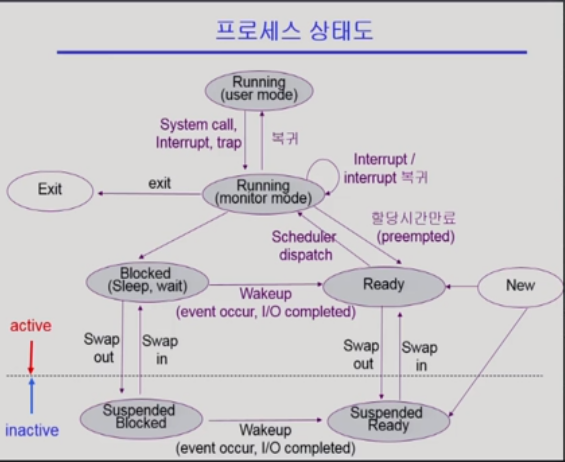 프로세스 상태도
Running
(user mode)
System call,
Interrupt, trap
복귀
Interrupt /
interrupt 복귀
Exit
exit
Running
(monitor mode)
할당시간만료
(preempted)
Scheduler
dispatch
Blocked
(Sleep, wait)
Ready
New
Wakeup
(event occur, I/O completed)
active
Swap
out
Swap
in
Swap
out
Swap
in
inactive
Suspended
Blocked
Suspended
Ready
Wakeup
(event occur, I/O completed)